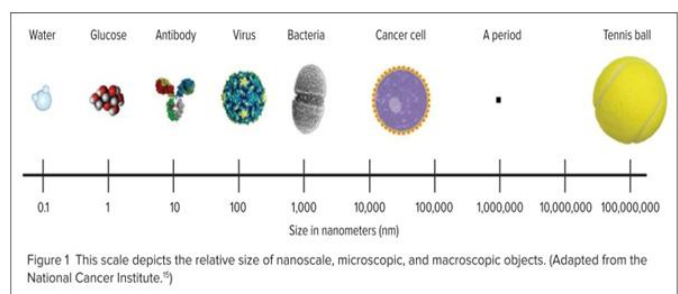 Water Glucose Antibody Virus Bacteria Cancer cell A period Tennis ball
0.1 1 10 100 1,000 10,000 100,000 1,000,000 10,000,000 100,000,000
Size in nanometers (nm)
Figure 1 This scale depicts the relative size of nanoscale, microscopic, and macroscopic objects. (Adapted from the
National Cancer Institute.¹⁵)